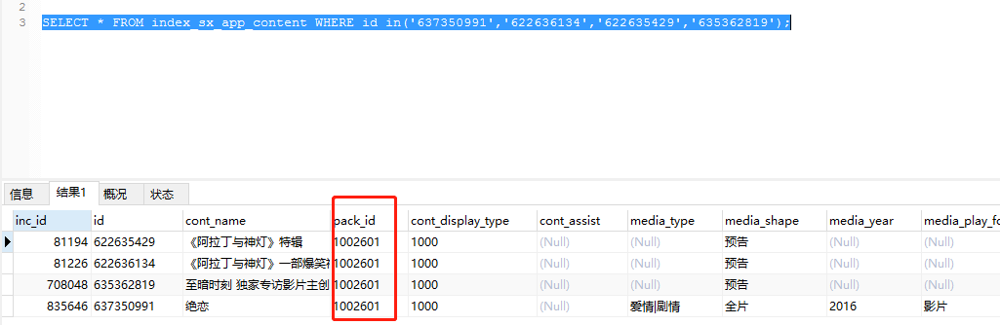 2
3 SELECT * FROM index_sx_app_content WHERE id in('637350991','622636134','622635429','635362819');
信息 结果1 概况 状态
inc_id id cont_name pack_id cont_display_type cont_assist media_type media_shape media_year media_play_fo
81194 622635429 《阿拉丁与神灯》特辑 1002601 1000 (Null) (Null) 预告 (Null) (Null)
81226 622636134 《阿拉丁与神灯》一部爆笑 1002601 1000 (Null) (Null) 预告 (Null) (Null)
708048 635362819 至暗时刻 独家专访影片主创 1002601 1000 (Null) (Null) 预告 (Null) (Null)
835646 637350991 绝恋 1002601 1000 (Null) 爱情|剧情 全片 2016 影片